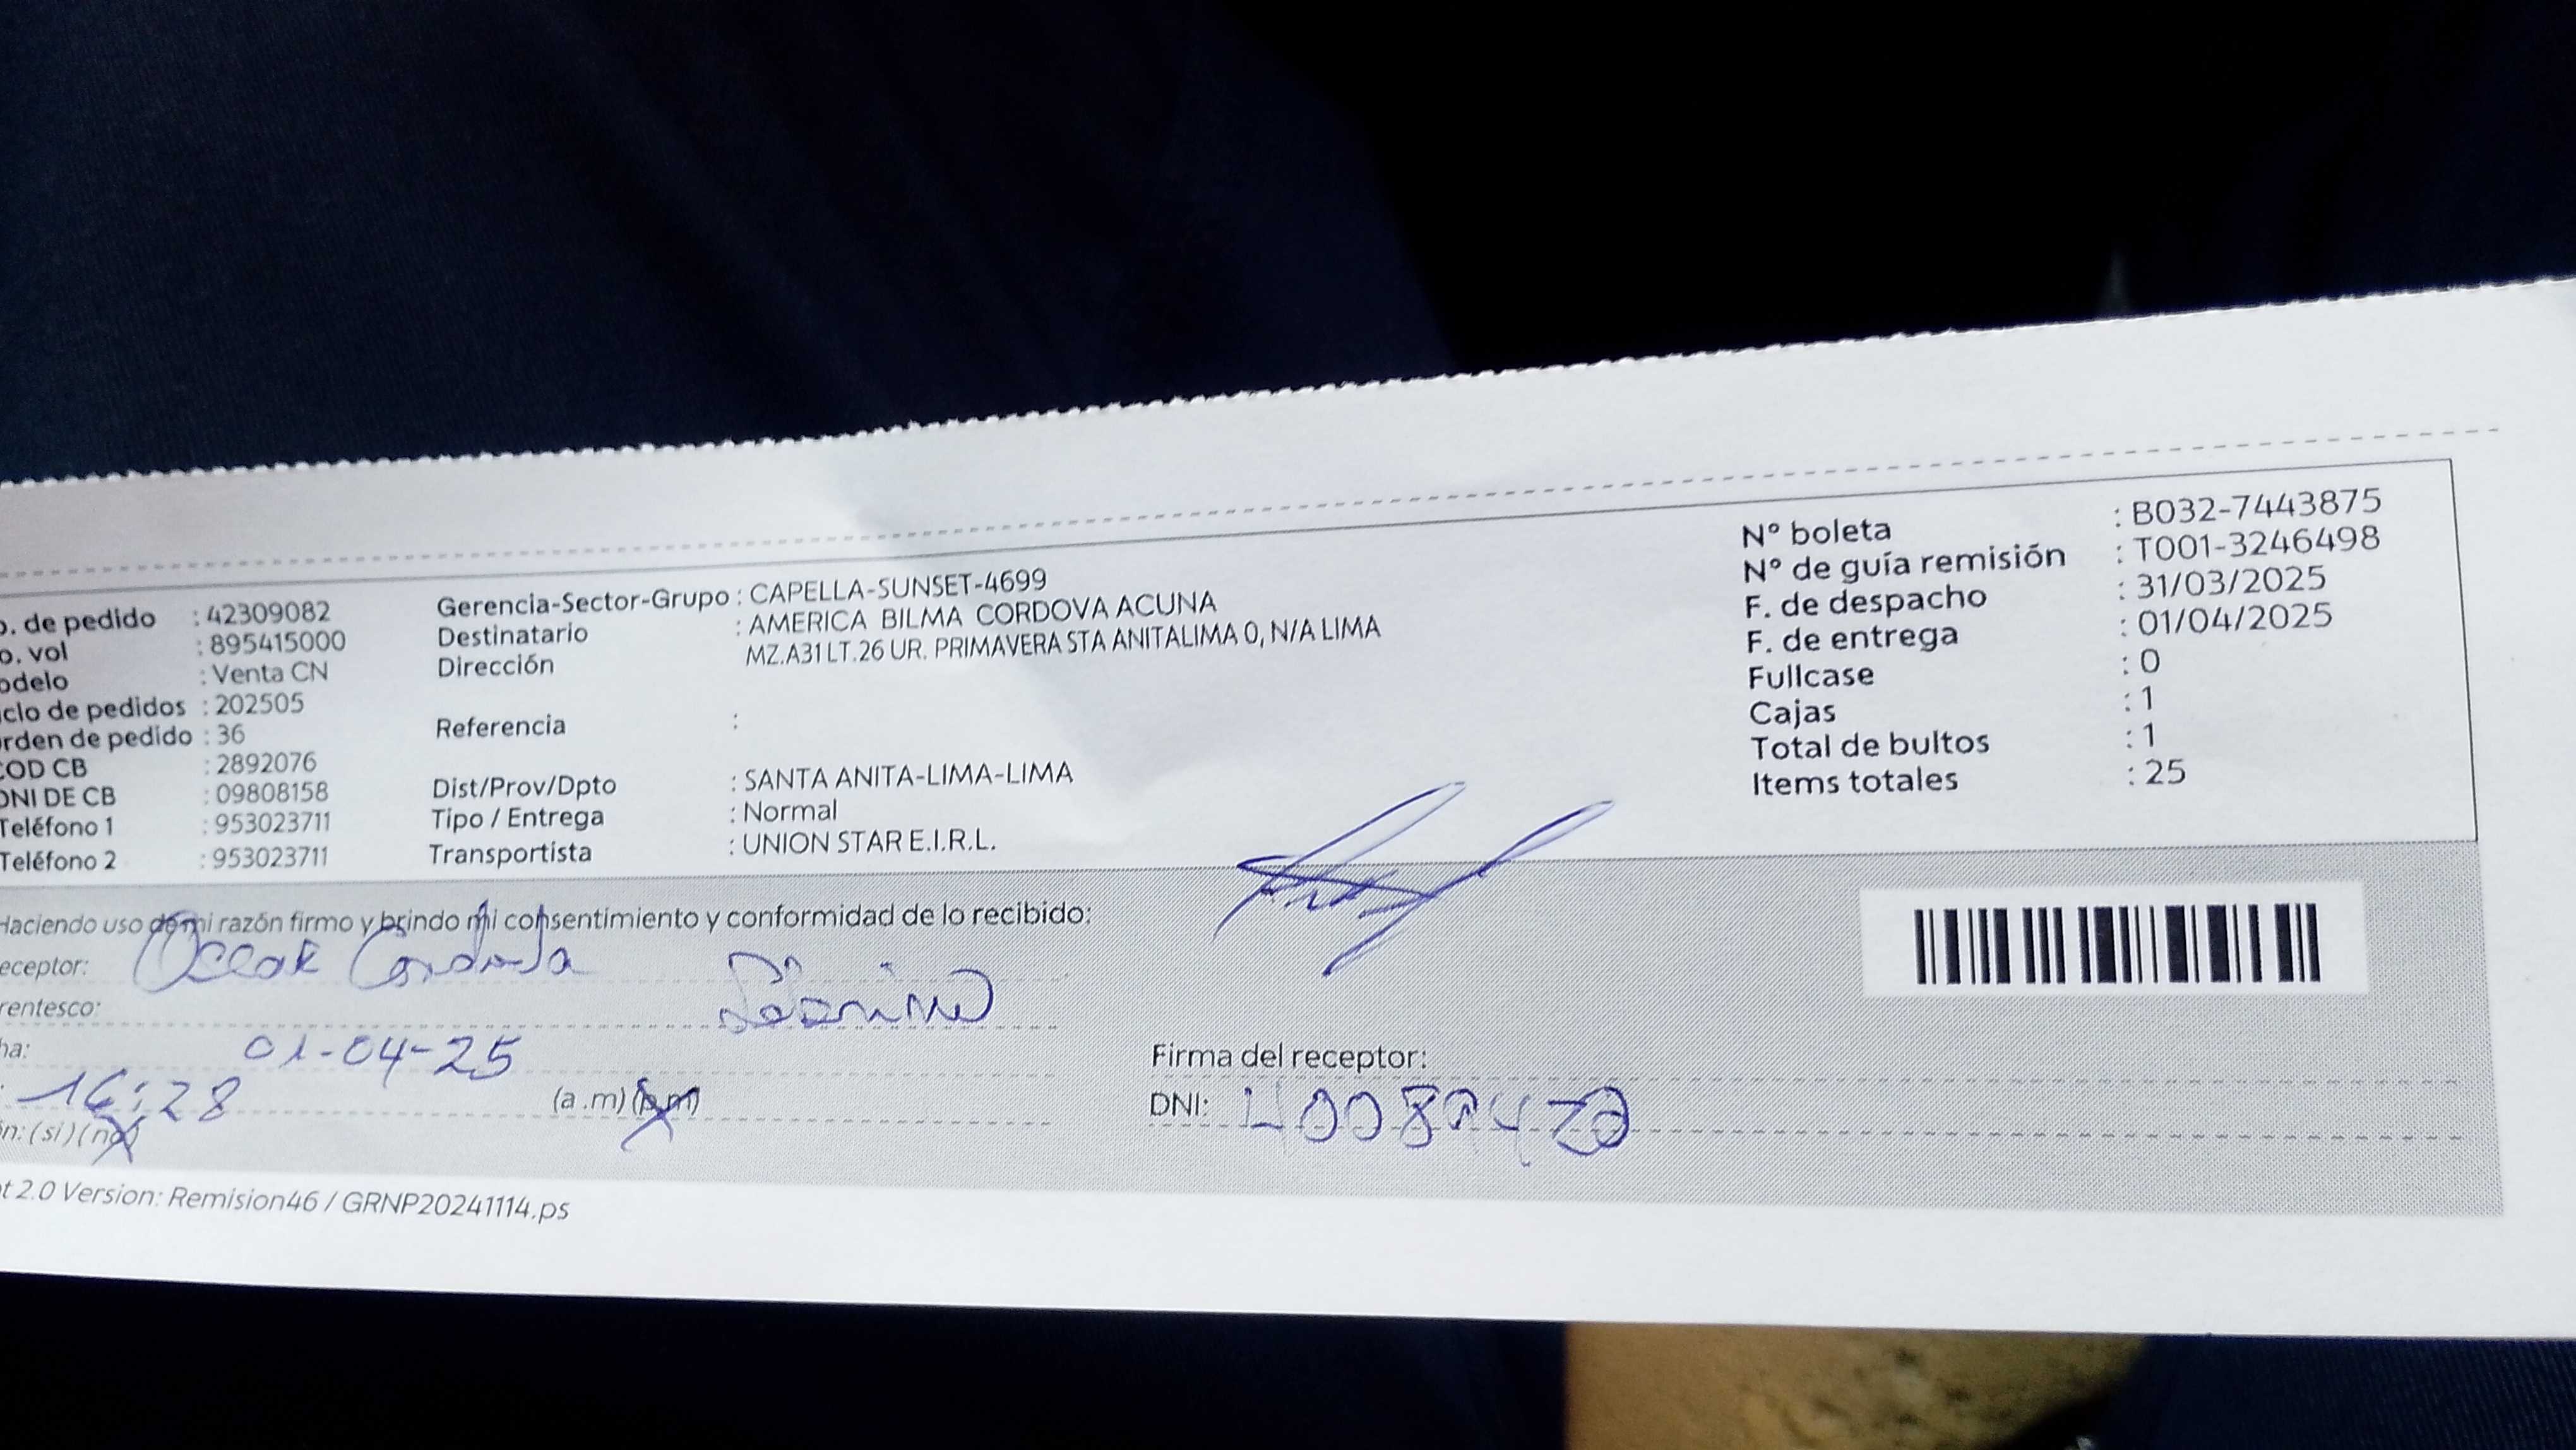 o. de pedido : 42309082
o. vol : 895415000
odelo : Venta CN
iclo de pedidos : 202505
rden de pedido : 36
COD CB : 2892076
DNI DE CB : 09808158
Teléfono 1 : 953023711
Teléfono 2 : 953023711
Gerencia-Sector-Grupo : CAPELLA-SUNSET-4699
Destinatario : AMERICA BILMA CORDOVA ACUNA
Dirección MZ.A31 LT.26 UR. PRIMAVERA STA ANITALIMA 0, N/A LIMA
Referencia :
Dist/Prov/Dpto : SANTA ANITA-LIMA-LIMA
Tipo / Entrega : Normal
Transportista : UNION STAR E.I.R.L.
N° boleta : B032-7443875
N° de guía remisión : T001-3246498
F. de despacho : 31/03/2025
F. de entrega : 01/04/2025
Fullcase : 0
Cajas : 1
Total de bultos : 1
Items totales : 25
Haciendo uso de mi razón firmo y brindo mi consentimiento y conformidad de lo recibido:
eceptor:
rentesco:
ha: 01-04-25
: 16:28 (a.m) (p.m)
ón: (si) (no)
Firma del receptor:
DNI:
t 2.0 Version: Remision46 / GRNP20241114.ps